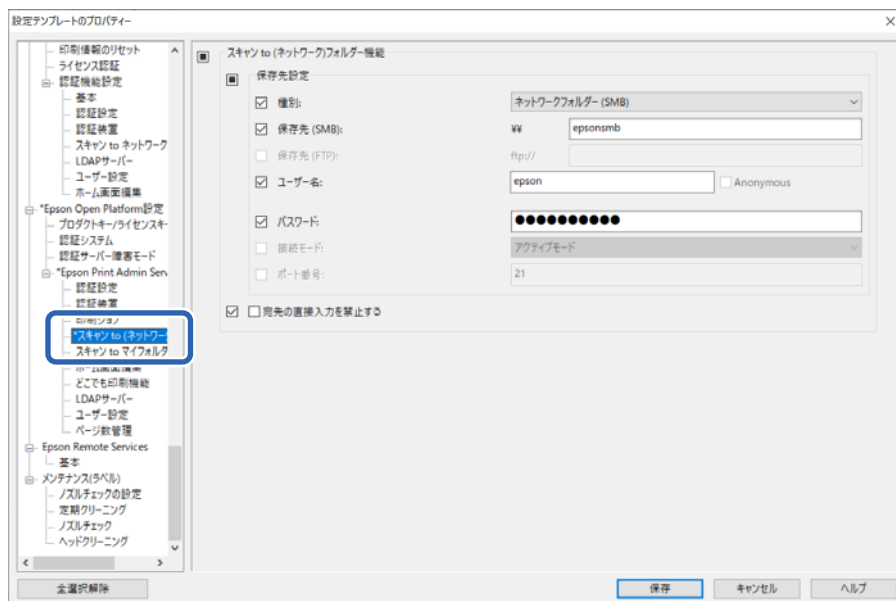 設定テンプレートのプロパティー
印刷情報のリセット
ライセンス認証
認証機能設定
基本
認証設定
認証装置
スキャン to ネットワーク
LDAPサーバー
ユーザー設定
ホーム画面編集
*Epson Open Platform設定
プロダクトキー/ライセンスキー
認証システム
認証サーバー障害モード
*Epson Print Admin Serv
認証設定
認証装置
印刷ジョブ
*スキャン to (ネットワー
スキャン to マイフォルダ
ホーム画面編集
どこでも印刷機能
LDAPサーバー
ユーザー設定
ページ数管理
Epson Remote Services
基本
メンテナンス(ラベル)
ノズルチェックの設定
定期クリーニング
ノズルチェック
ヘッドクリーニング
スキャン to (ネットワーク)フォルダー機能
保存先設定
種別: ネットワークフォルダー (SMB)
保存先 (SMB): ¥¥ epsonsmb
保存先 (FTP): ftp://
ユーザー名: epson Anonymous
パスワード: ●●●●●●●●●●
接続モード: アクティブモード
ポート番号: 21
宛先の直接入力を禁止する
全選択解除 保存 キャンセル ヘルプ